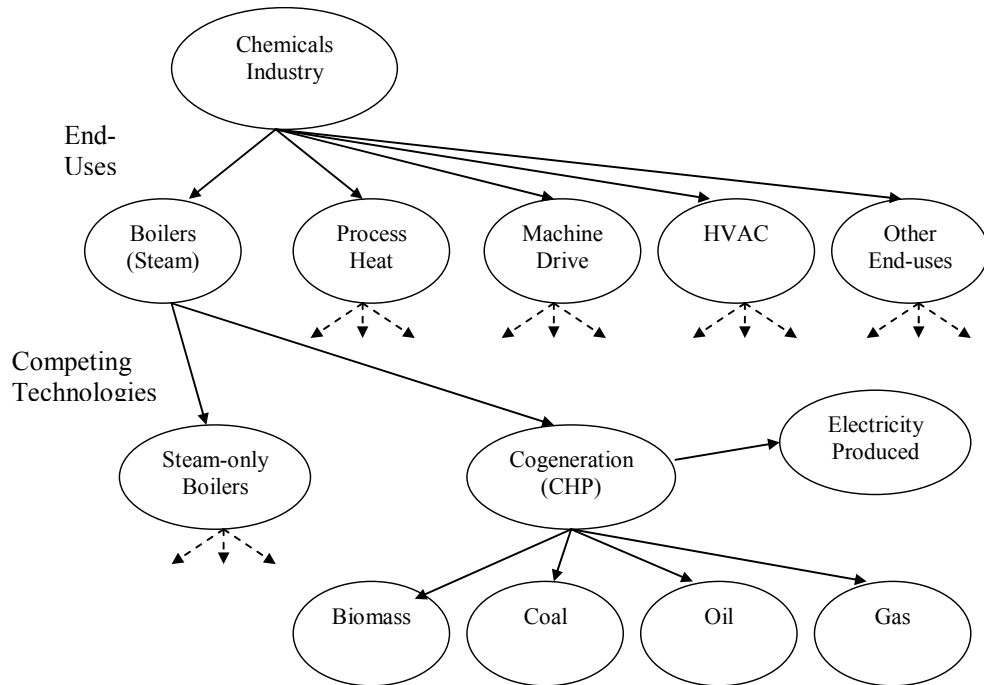 Chemicals
Industry
End-
Uses
Boilers
(Steam)
Process
Heat
Machine
Drive
HVAC
Other
End-uses
Competing
Technologies
Steam-only
Boilers
Cogeneration
(CHP)
Electricity
Produced
Biomass
Coal
Oil
Gas